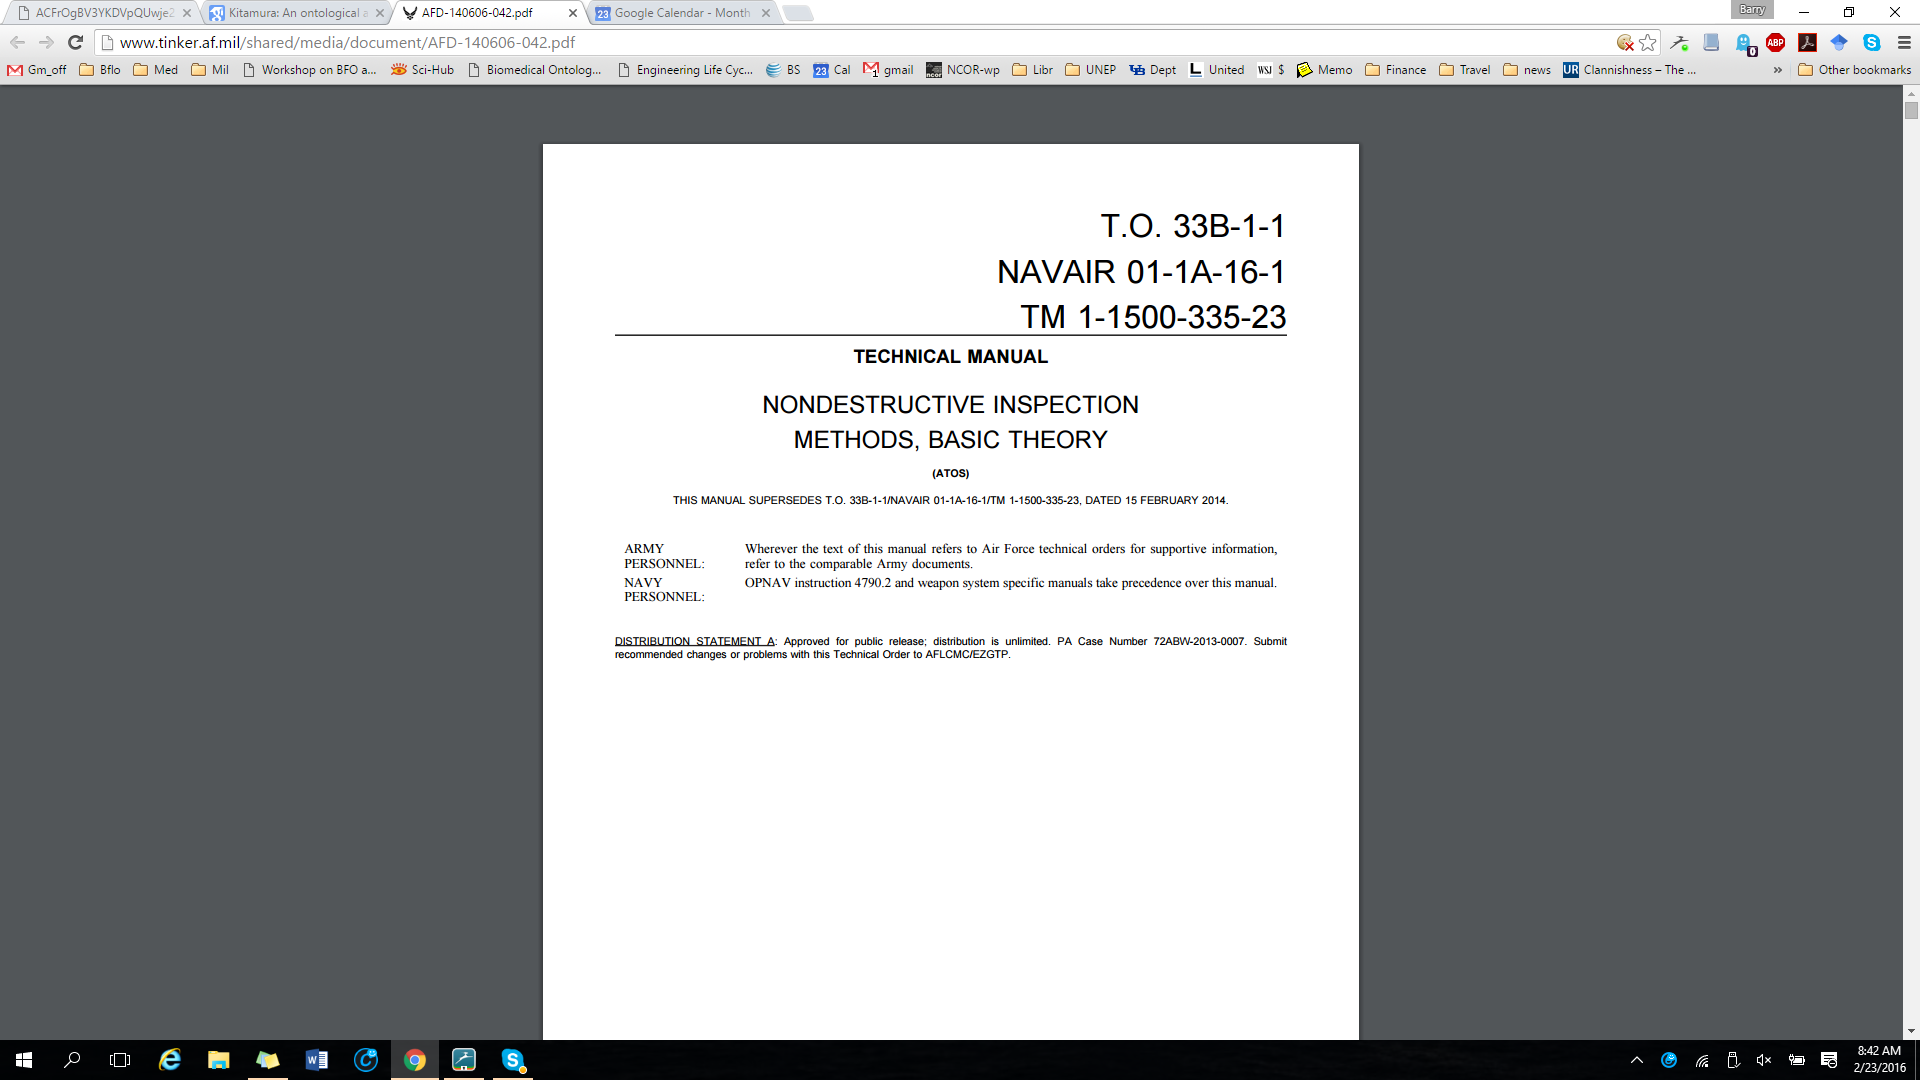 ACFrOgBV3YKDVpQUwje2
Kitamura: An ontological a
AFD-140606-042.pdf
23 Google Calendar - Month
Barry
www.tinker.af.mil/shared/media/document/AFD-140606-042.pdf
0
ABP
Gm_off
Bflo
Med
Mil
Workshop on BFO a...
Sci-Hub
Biomedical Ontolog...
Engineering Life Cyc...
BS
23 Cal
1 gmail
ncor NCOR-wp
Libr
UNEP
Dept
L United
WSJ $
Memo
Finance
Travel
news
UR Clannishness – The ...
»
Other bookmarks
T.O. 33B-1-1
NAVAIR 01-1A-16-1
TM 1-1500-335-23
TECHNICAL MANUAL
NONDESTRUCTIVE INSPECTION
METHODS, BASIC THEORY
(ATOS)
THIS MANUAL SUPERSEDES T.O. 33B-1-1/NAVAIR 01-1A-16-1/TM 1-1500-335-23, DATED 15 FEBRUARY 2014.
ARMY PERSONNEL:
Wherever the text of this manual refers to Air Force technical orders for supportive information,
refer to the comparable Army documents.
NAVY PERSONNEL:
OPNAV instruction 4790.2 and weapon system specific manuals take precedence over this manual.
DISTRIBUTION STATEMENT A: Approved for public release; distribution is unlimited. PA Case Number 72ABW-2013-0007. Submit
recommended changes or problems with this Technical Order to AFLCMC/EZGTP.
8:42 AM
2/23/2016